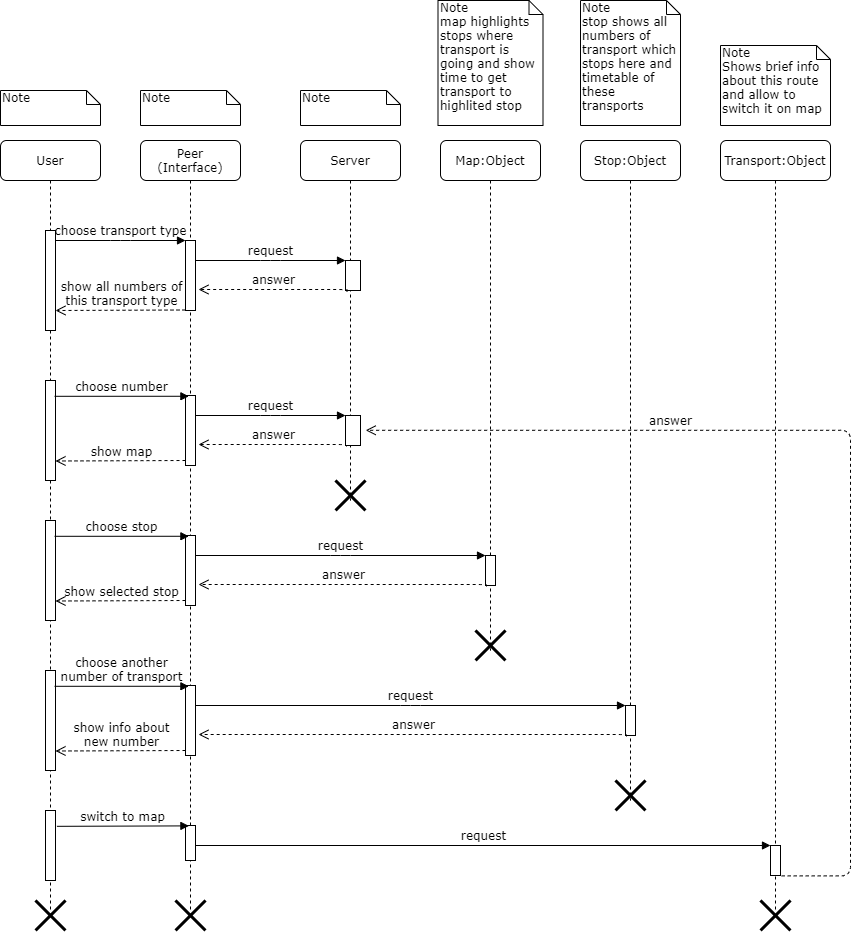 Note
map highlights
stops where
transport is
going and show
time to get
transport to
highlited stop
Note
stop shows all
numbers of
transport which
stops here and
timetable of
these
transports
Note
Shows brief info
about this route
and allow to
switch it on map
Note
Note
Note
User
Peer
(Interface)
Server
Map:Object
Stop:Object
Transport:Object
choose transport type
request
answer
show all numbers of
this transport type
choose number
request
answer
answer
show map
choose stop
request
answer
show selected stop
choose another
number of transport
request
answer
show info about
new number
switch to map
request